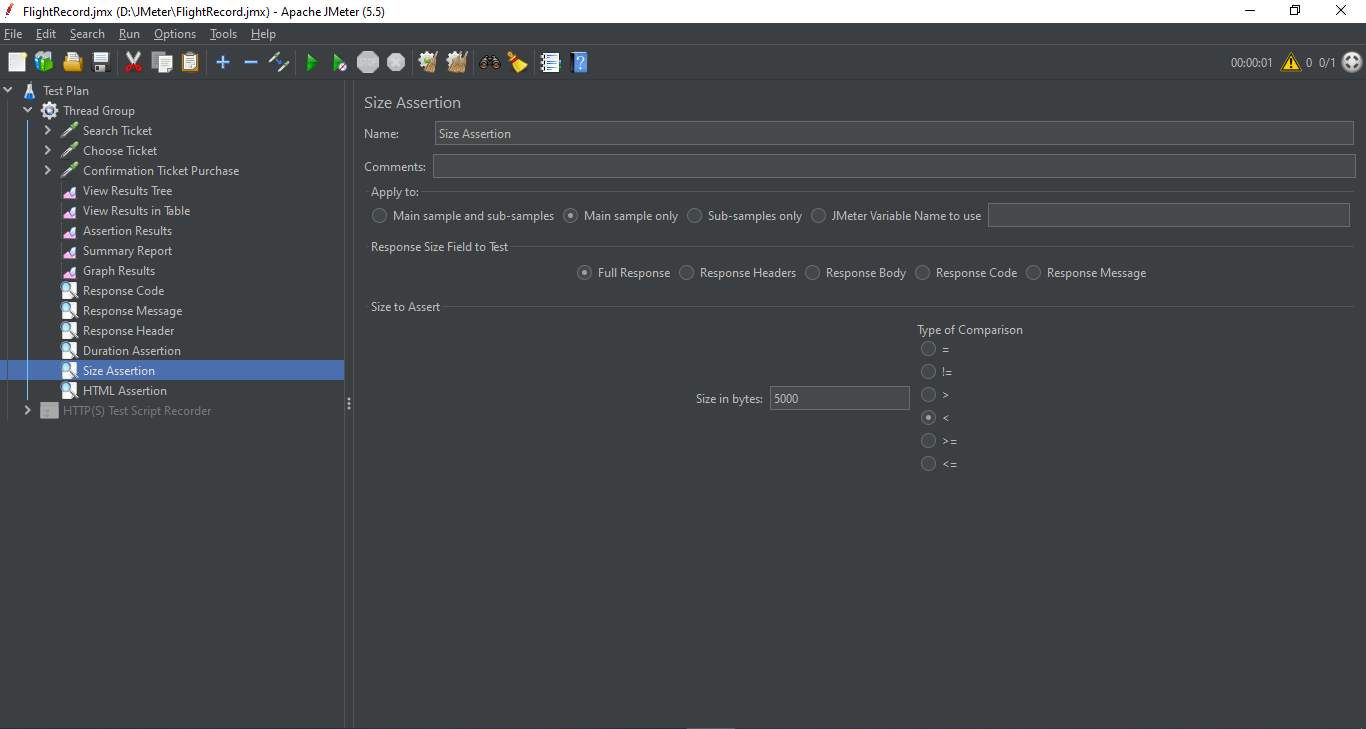 FlightRecord.jmx (D:\JMeter\FlightRecord.jmx) - Apache JMeter (5.5)
File Edit Search Run Options Tools Help
STOP
00:00:01 0 0/1
Test Plan
Thread Group
Search Ticket
Choose Ticket
Confirmation Ticket Purchase
View Results Tree
View Results in Table
Assertion Results
Summary Report
Graph Results
Response Code
Response Message
Response Header
Duration Assertion
Size Assertion
HTML Assertion
HTTP(S) Test Script Recorder
Size Assertion
Name: Size Assertion
Comments:
Apply to:
Main sample and sub-samples Main sample only Sub-samples only JMeter Variable Name to use
Response Size Field to Test
Full Response Response Headers Response Body Response Code Response Message
Size to Assert
Size in bytes: 5000
Type of Comparison
=
!=
>
<
>=
<=